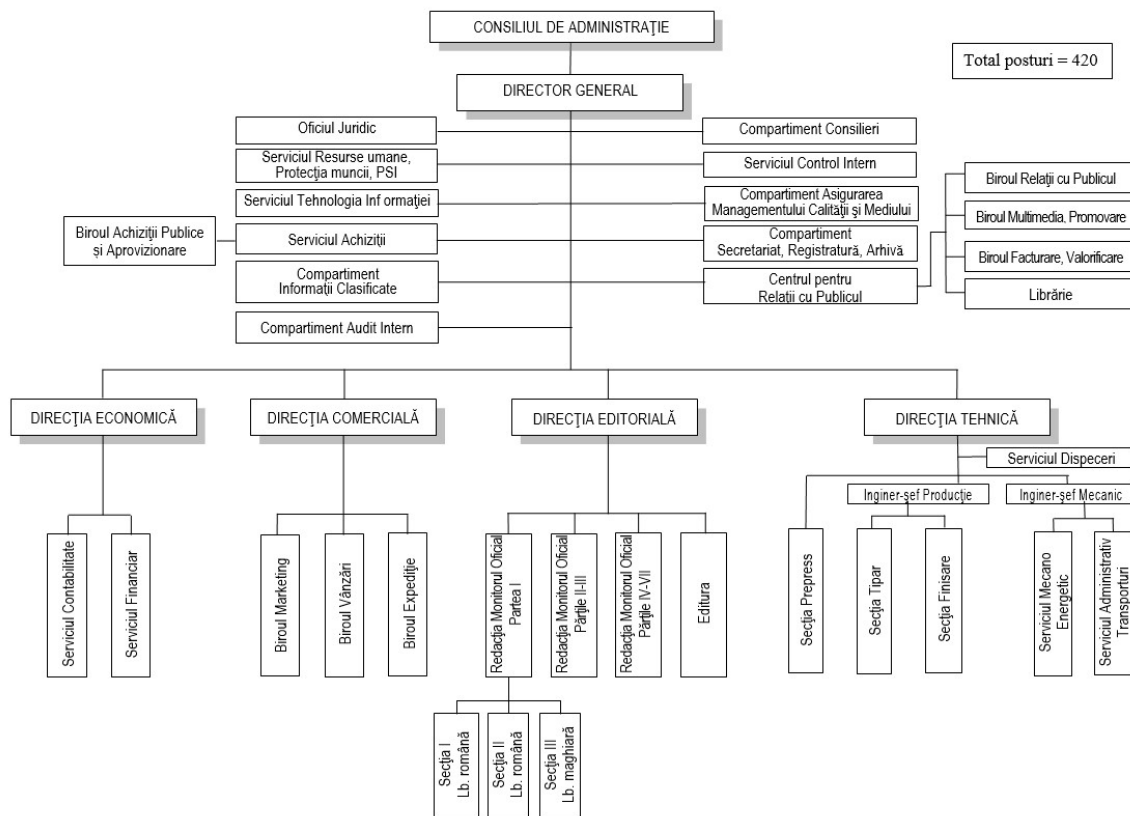 CONSILIUL DE ADMINISTRAŢIE
Total posturi = 420
DIRECTOR GENERAL
Oficiul Juridic
Compartiment Consilieri
Serviciul Resurse umane,
Protecţia muncii, PSI
Serviciul Control Intern
Serviciul Tehnologia Informaţiei
Compartiment Asigurarea
Managementului Calităţii şi Mediului
Biroul Achiziţii Publice
și Aprovizionare
Serviciul Achiziţii
Compartiment
Secretariat, Registratură, Arhivă
Compartiment
Informaţii Clasificate
Centrul pentru
Relaţii cu Publicul
Compartiment Audit Intern
Biroul Relaţii cu Publicul
Biroul Multimedia, Promovare
Biroul Facturare, Valorificare
Librărie
DIRECŢIA ECONOMICĂ
DIRECŢIA COMERCIALĂ
DIRECŢIA EDITORIALĂ
DIRECŢIA TEHNICĂ
Serviciul Dispeceri
Inginer-şef Producţie
Inginer-şef Mecanic
Serviciul Contabilitate
Serviciul Financiar
Biroul Marketing
Biroul Vânzări
Biroul Expediţie
Redacţia Monitorul Oficial
Partea I
Redacţia Monitorul Oficial
Părţile II-III
Redacţia Monitorul Oficial
Părţile IV-VII
Editura
Secţia Prepress
Secţia Tipar
Secţia Finisare
Serviciul Mecano
Energetic
Serviciul Administrativ
Transporturi
Secţia I
Lb. română
Secţia II
Lb. română
Secţia III
Lb. maghiară